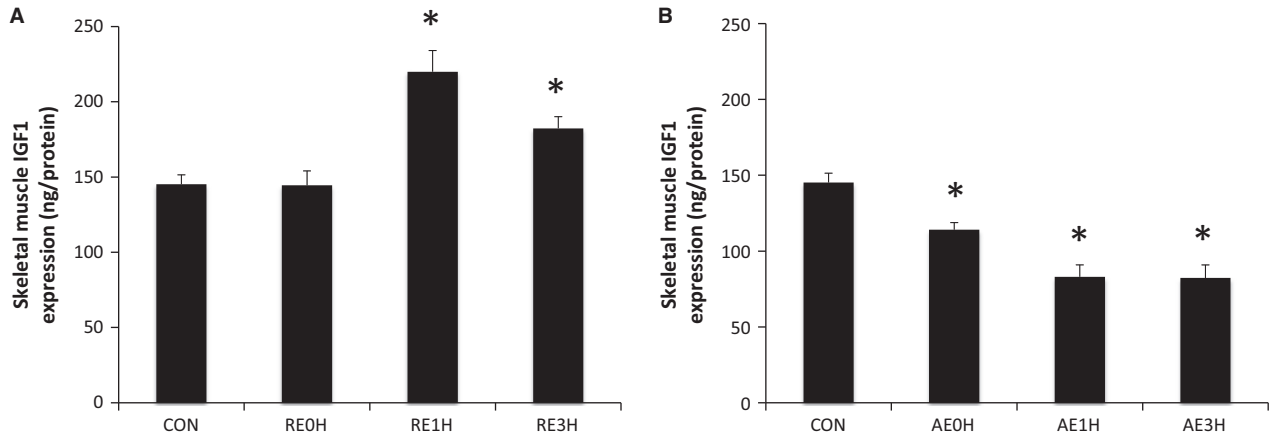 A
Skeletal muscle IGF1
expression (ng/protein)
250
200
150
100
50
0
*
*
CON RE0H RE1H RE3H
B
Skeletal muscle IGF1
expression (ng/protein)
250
200
150
100
50
0
*
*
*
CON AE0H AE1H AE3H